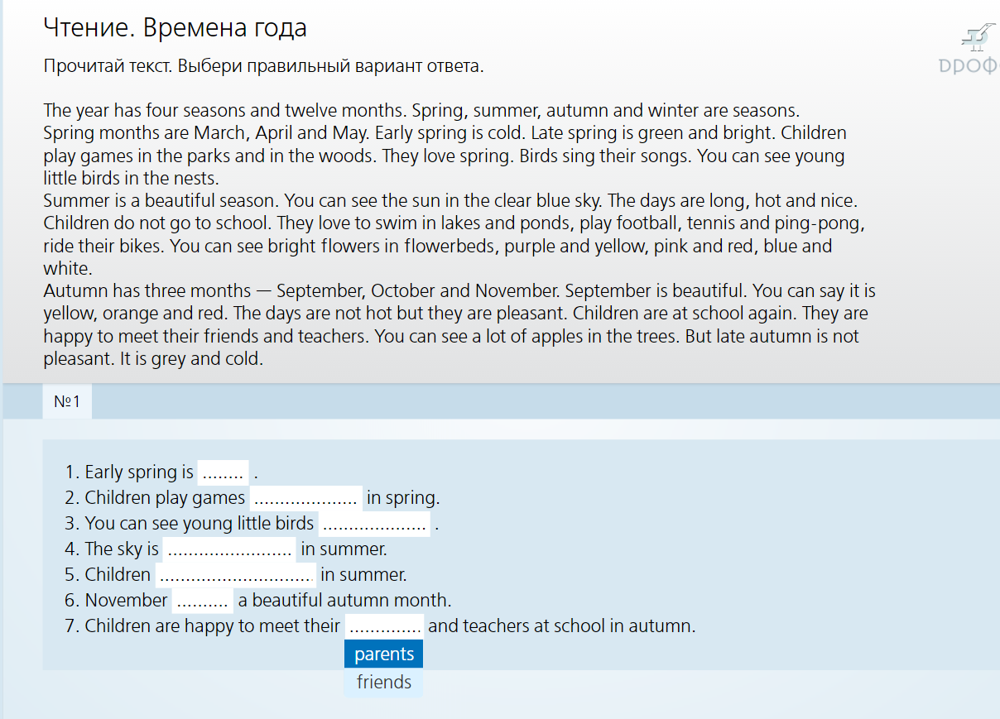 Чтение. Времена года
Прочитай текст. Выбери правильный вариант ответа.
ДРОФ
The year has four seasons and twelve months. Spring, summer, autumn and winter are seasons.
Spring months are March, April and May. Early spring is cold. Late spring is green and bright. Children
play games in the parks and in the woods. They love spring. Birds sing their songs. You can see young
little birds in the nests.
Summer is a beautiful season. You can see the sun in the clear blue sky. The days are long, hot and nice.
Children do not go to school. They love to swim in lakes and ponds, play football, tennis and ping-pong,
ride their bikes. You can see bright flowers in flowerbeds, purple and yellow, pink and red, blue and
white.
Autumn has three months — September, October and November. September is beautiful. You can say it is
yellow, orange and red. The days are not hot but they are pleasant. Children are at school again. They are
happy to meet their friends and teachers. You can see a lot of apples in the trees. But late autumn is not
pleasant. It is grey and cold.
№1
1. Early spring is ........ .
2. Children play games .................... in spring.
3. You can see young little birds .................... .
4. The sky is ........................ in summer.
5. Children .............................. in summer.
6. November .......... a beautiful autumn month.
7. Children are happy to meet their .............. and teachers at school in autumn.
parents
friends